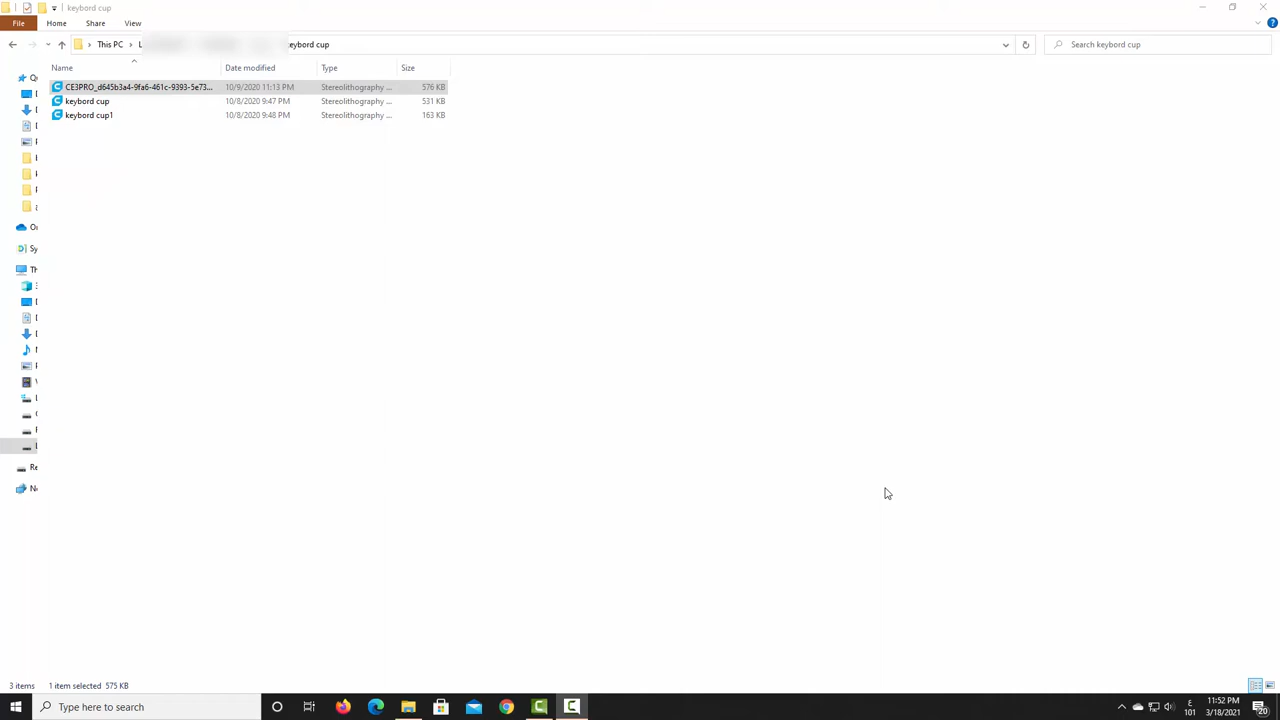 keybord cup
File Home Share View
This PC › L keybord cup
Search keybord cup
Name Date modified Type Size
CE3PRO_d645b3a4-9fa6-461c-9393-5e73... 10/9/2020 11:13 PM Stereolithography ... 576 KB
keybord cup 10/8/2020 9:47 PM Stereolithography ... 531 KB
keybord cup1 10/8/2020 9:48 PM Stereolithography ... 163 KB
3 items 1 item selected 575 KB
Type here to search
11:52 PM
ع
101
3/18/2021
20